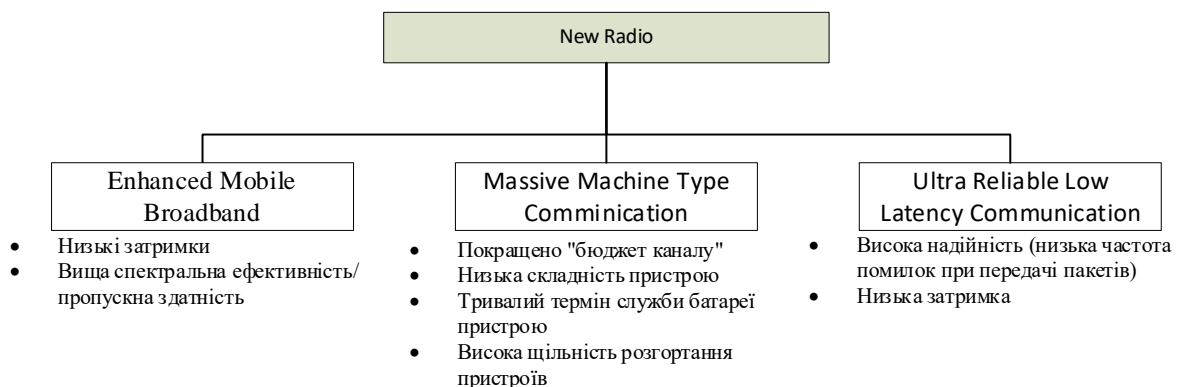 New Radio
Enhanced Mobile
Broadband
• Низькі затримки
• Вища спектральна ефективність/
пропускна здатність
Massive Machine Type
Comminication
• Покращено "бюджет каналу"
• Низька складність пристрою
• Тривалий термін служби батареї
пристрою
• Висока щільність розгортання
пристроїв
Ultra Reliable Low
Latency Communication
• Висока надійність (низька частота
помилок при передачі пакетів)
• Низька затримка